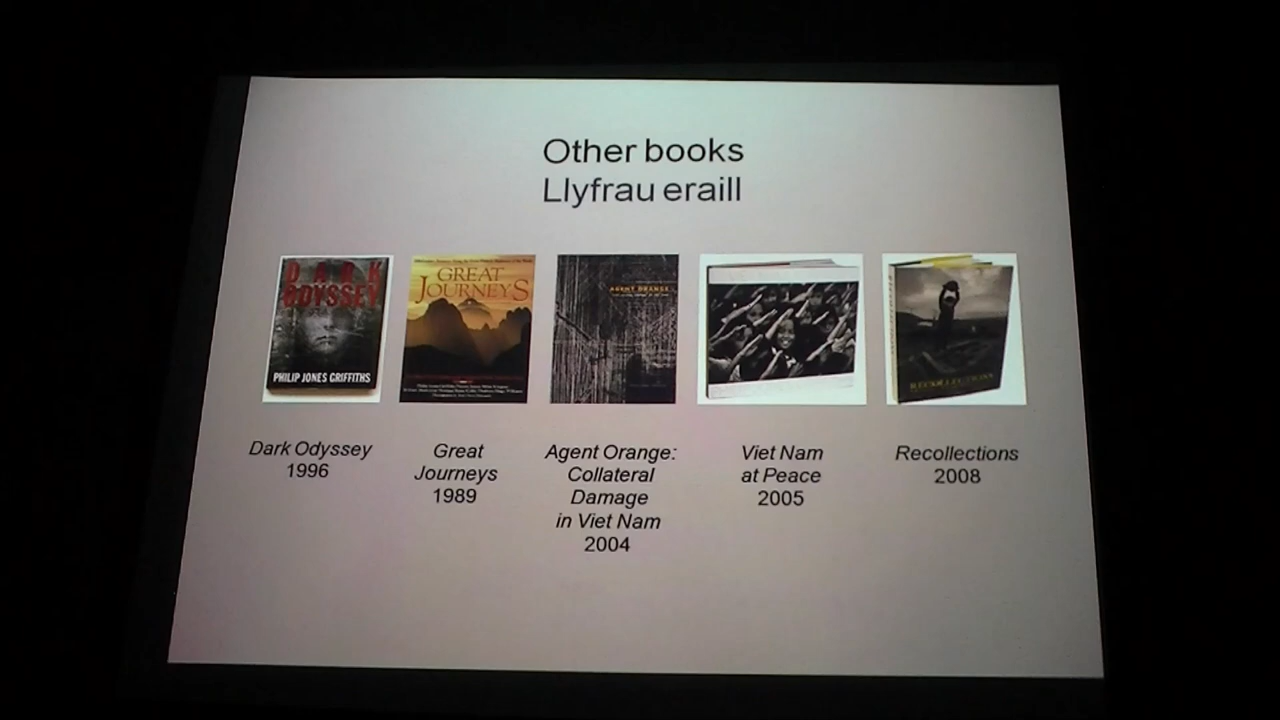 Other books
Llyfrau eraill
DARK
ODYSSEY
PHILIP JONES GRIFFITHS
GREAT
JOURNEYS
AGENT ORANGE
RECOLLECTIONS
Dark Odyssey
1996
Great
Journeys
1989
Agent Orange:
Collateral
Damage
in Viet Nam
2004
Viet Nam
at Peace
2005
Recollections
2008